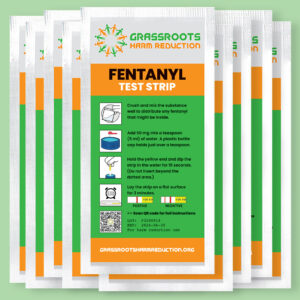 GRASSROOTS
HARM REDUCTION
FENTANYL
TEST STRIP
Crush and mix the substance
well to distribute any fentanyl
that might be inside.
Add 10 mg into a teaspoon
(5 ml) of water. A plastic bottle
cap holds just over a teaspoon.
Hold the yellow end and dip the
strip in the water for 15 seconds.
(Do not insert beyond the
dotted area.)
Lay the strip on a flat surface
for 3 minutes.
POSITIVE NEGATIVE
Scan QR code for full instructions
For harm reduction use
GRASSROOTSHARMREDUCTION.ORG